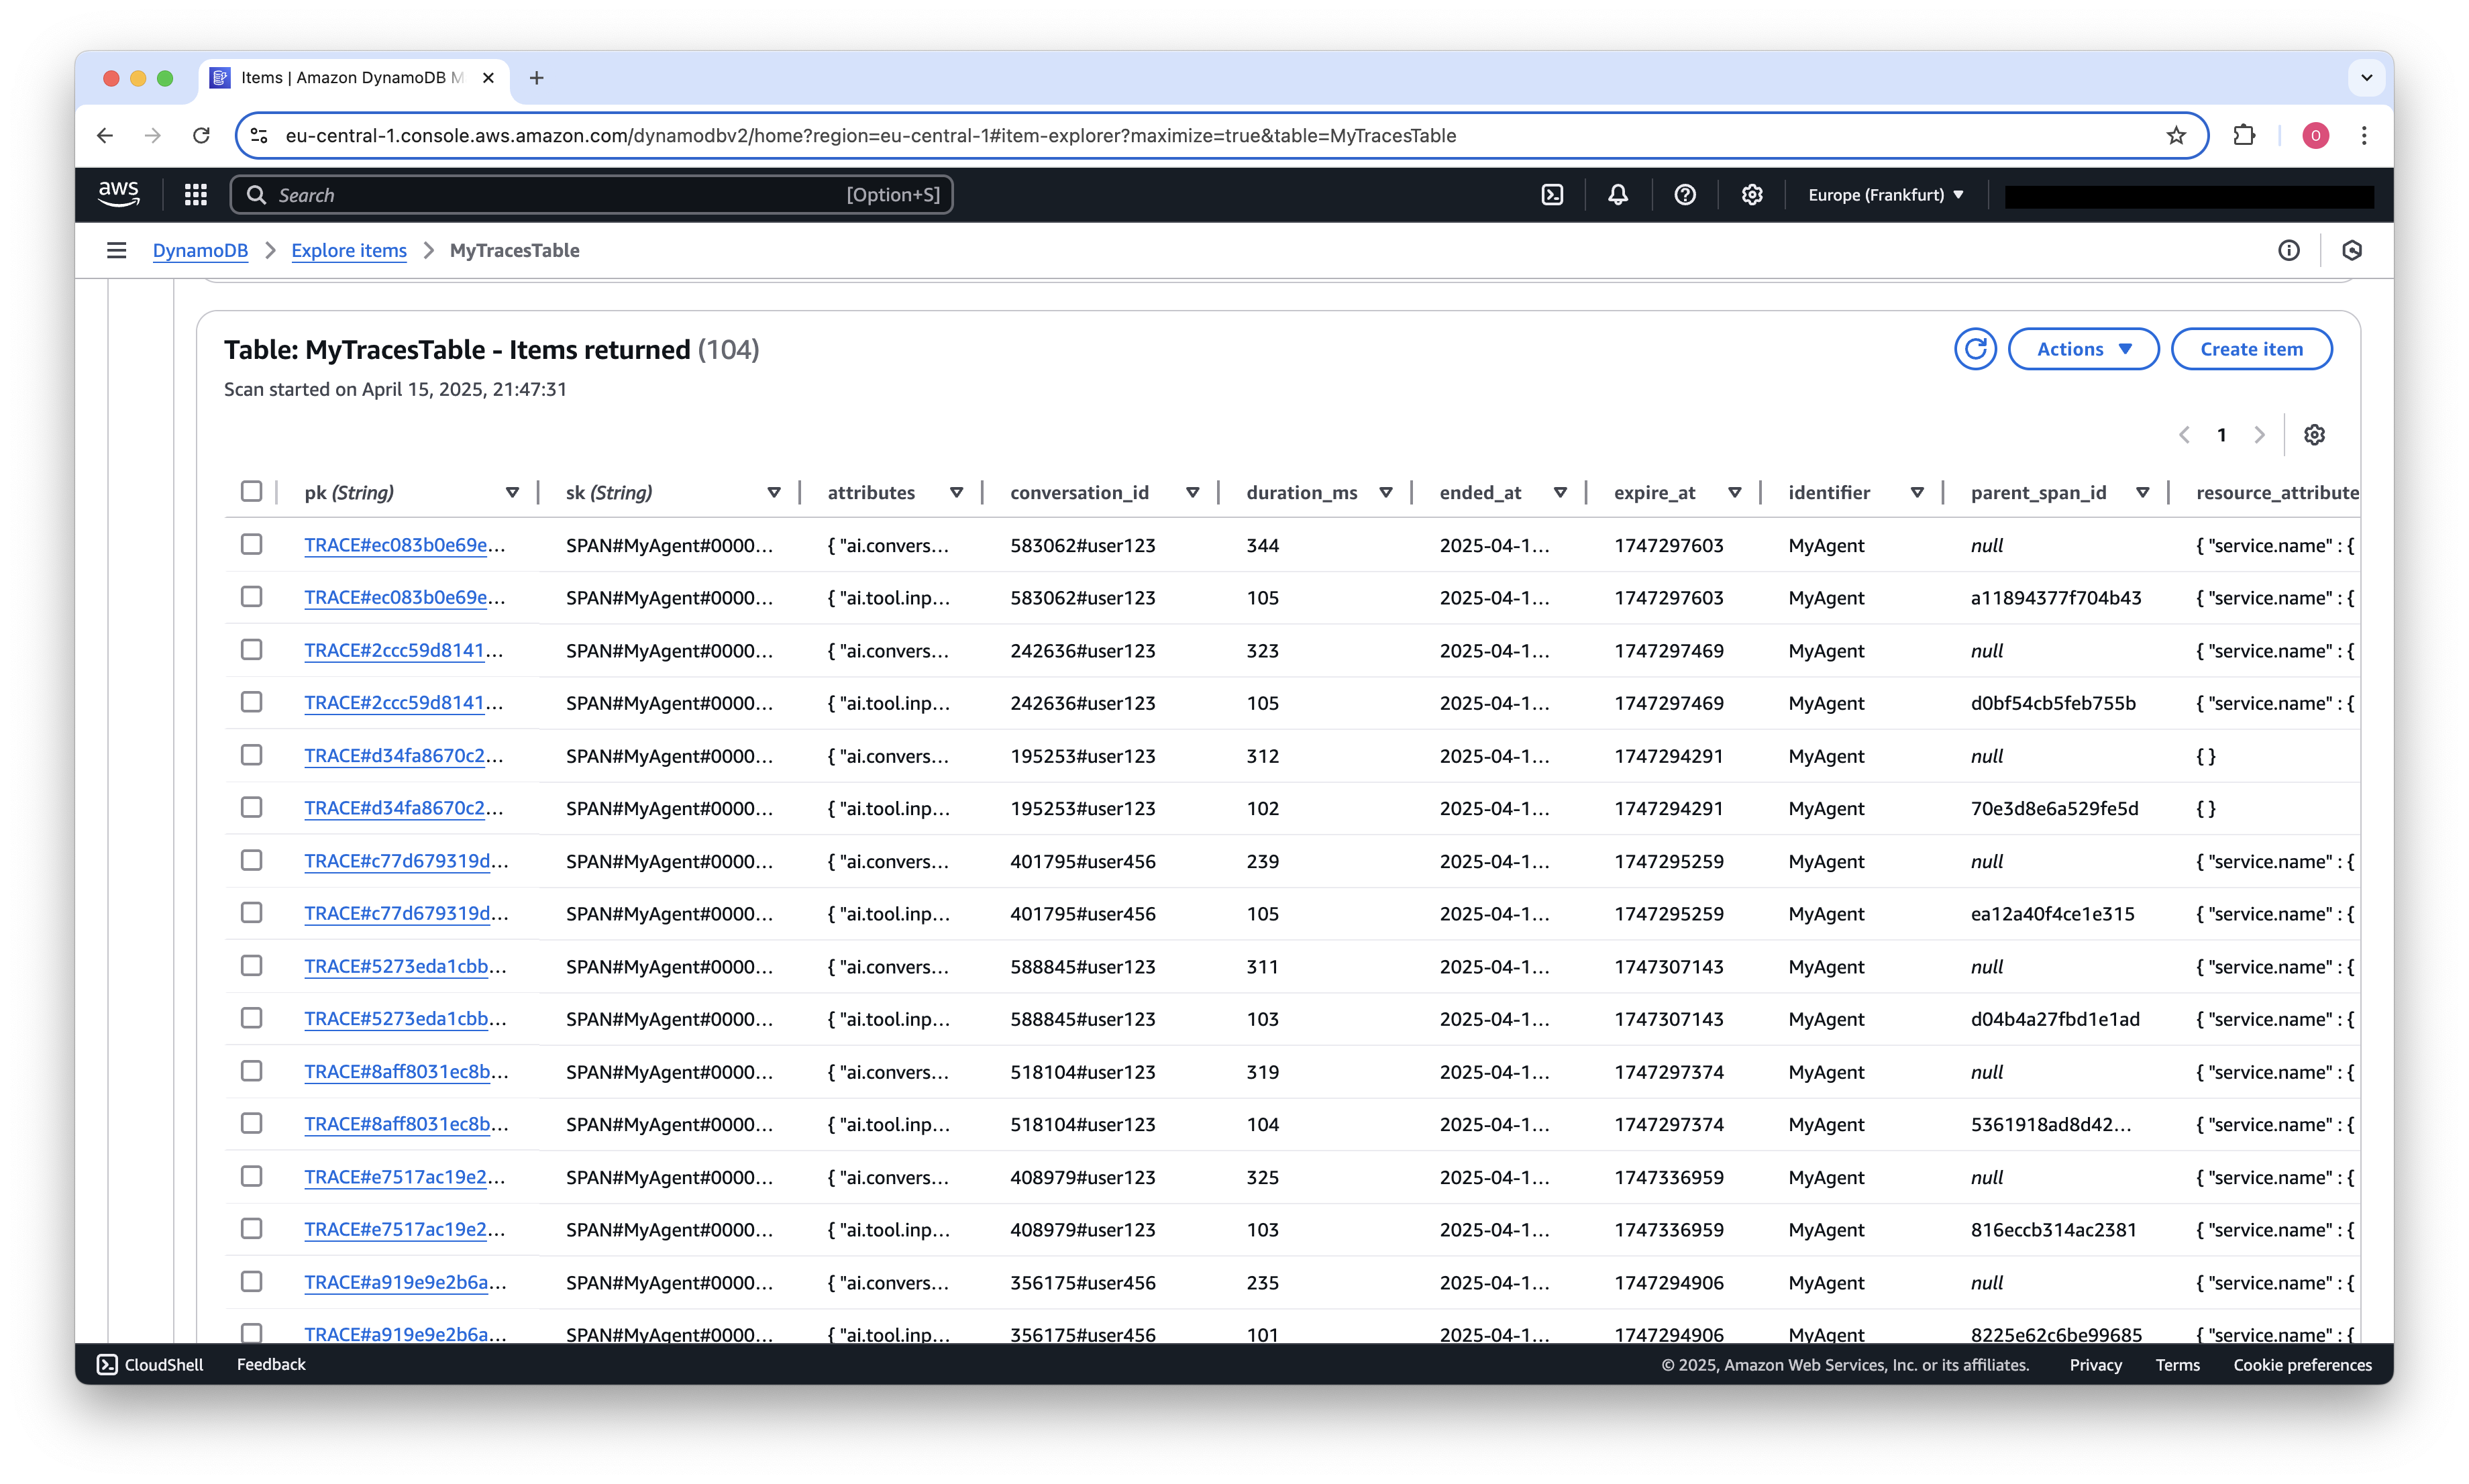 Items | Amazon DynamoDB M
eu-central-1.console.aws.amazon.com/dynamodbv2/home?region=eu-central-1#item-explorer?maximize=true&table=MyTracesTable
O
aws Search [Option+S] Europe (Frankfurt)
DynamoDB Explore items MyTracesTable
Table: MyTracesTable - Items returned (104)
Actions Create item
Scan started on April 15, 2025, 21:47:31
1
pk (String) sk (String) attributes conversation_id duration_ms ended_at expire_at identifier parent_span_id resource_attribute
TRACE#ec083b0e69e... SPAN#MyAgent#0000... { "ai.convers... 583062#user123 344 2025-04-1... 1747297603 MyAgent null { "service.name" : {
TRACE#ec083b0e69e... SPAN#MyAgent#0000... { "ai.tool.inp... 583062#user123 105 2025-04-1... 1747297603 MyAgent a11894377f704b43 { "service.name" : {
TRACE#2ccc59d8141... SPAN#MyAgent#0000... { "ai.convers... 242636#user123 323 2025-04-1... 1747297469 MyAgent null { "service.name" : {
TRACE#2ccc59d8141... SPAN#MyAgent#0000... { "ai.tool.inp... 242636#user123 105 2025-04-1... 1747297469 MyAgent d0bf54cb5feb755b { "service.name" : {
TRACE#d34fa8670c2... SPAN#MyAgent#0000... { "ai.convers... 195253#user123 312 2025-04-1... 1747294291 MyAgent null { }
TRACE#d34fa8670c2... SPAN#MyAgent#0000... { "ai.tool.inp... 195253#user123 102 2025-04-1... 1747294291 MyAgent 70e3d8e6a529fe5d { }
TRACE#c77d679319d... SPAN#MyAgent#0000... { "ai.convers... 401795#user456 239 2025-04-1... 1747295259 MyAgent null { "service.name" : {
TRACE#c77d679319d... SPAN#MyAgent#0000... { "ai.tool.inp... 401795#user456 105 2025-04-1... 1747295259 MyAgent ea12a40f4ce1e315 { "service.name" : {
TRACE#5273eda1cbb... SPAN#MyAgent#0000... { "ai.convers... 588845#user123 311 2025-04-1... 1747307143 MyAgent null { "service.name" : {
TRACE#5273eda1cbb... SPAN#MyAgent#0000... { "ai.tool.inp... 588845#user123 103 2025-04-1... 1747307143 MyAgent d04b4a27fbd1e1ad { "service.name" : {
TRACE#8aff8031ec8b... SPAN#MyAgent#0000... { "ai.convers... 518104#user123 319 2025-04-1... 1747297374 MyAgent null { "service.name" : {
TRACE#8aff8031ec8b... SPAN#MyAgent#0000... { "ai.tool.inp... 518104#user123 104 2025-04-1... 1747297374 MyAgent 5361918ad8d42... { "service.name" : {
TRACE#e7517ac19e2... SPAN#MyAgent#0000... { "ai.convers... 408979#user123 325 2025-04-1... 1747336959 MyAgent null { "service.name" : {
TRACE#e7517ac19e2... SPAN#MyAgent#0000... { "ai.tool.inp... 408979#user123 103 2025-04-1... 1747336959 MyAgent 816eccb314ac2381 { "service.name" : {
TRACE#a919e9e2b6a... SPAN#MyAgent#0000... { "ai.convers... 356175#user456 235 2025-04-1... 1747294906 MyAgent null { "service.name" : {
TRACE#a919e9e2b6a... SPAN#MyAgent#0000... { "ai.tool.inp... 356175#user456 101 2025-04-1... 1747294906 MyAgent 8225e62c6be99685 { "service.name" : {
CloudShell Feedback © 2025, Amazon Web Services, Inc. or its affiliates. Privacy Terms Cookie preferences